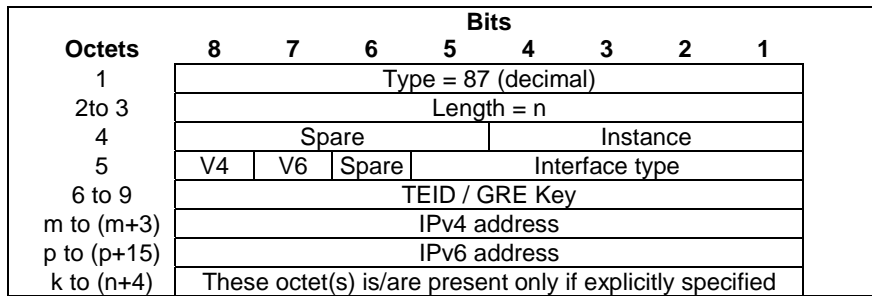 Bits
Octets 8 7 6 5 4 3 2 1
1 Type = 87 (decimal)
2to 3 Length = n
4 Spare Instance
5 V4 V6 Spare Interface type
6 to 9 TEID / GRE Key
m to (m+3) IPv4 address
p to (p+15) IPv6 address
k to (n+4) These octet(s) is/are present only if explicitly specified